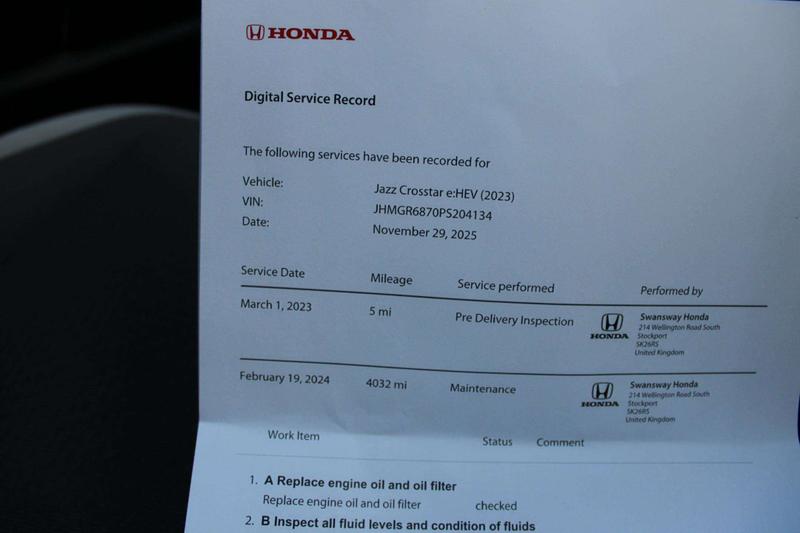 HONDA
Digital Service Record
The following services have been recorded for
Vehicle: Jazz Crosstar e:HEV (2023)
VIN: JHMGR6870PS204134
Date: November 29, 2025
Service Date Mileage Service performed Performed by
March 1, 2023 5 mi Pre Delivery Inspection
HONDA
Swansway Honda
214 Wellington Road South
Stockport
SK26RS
United Kingdom
February 19, 2024 4032 mi Maintenance
HONDA
Swansway Honda
214 Wellington Road South
Stockport
SK26RS
United Kingdom
Work Item Status Comment
1. A Replace engine oil and oil filter
Replace engine oil and oil filter checked
2. B Inspect all fluid levels and condition of fluids